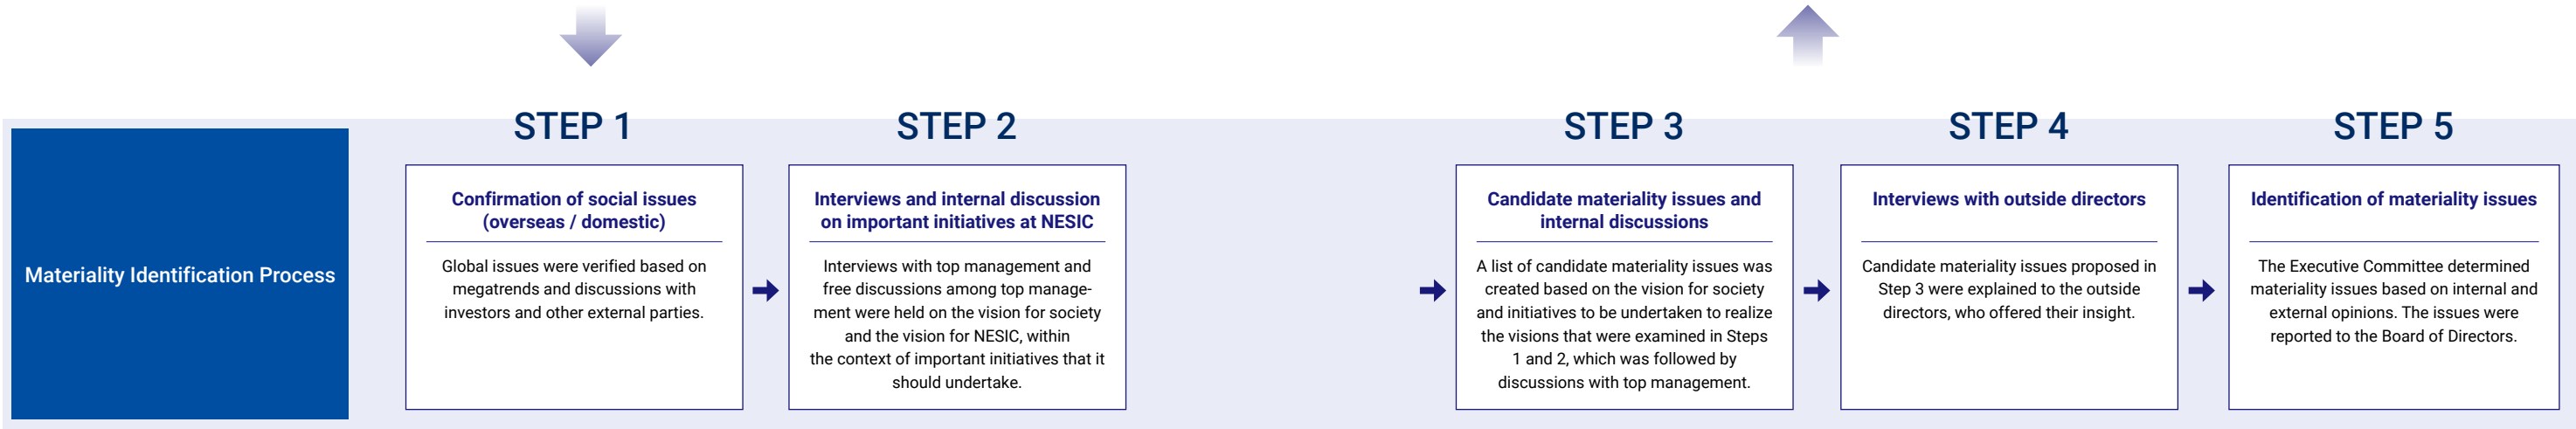 Materiality Identification Process
STEP 1
Confirmation of social issues
(overseas / domestic)
Global issues were verified based on
megatrends and discussions with
investors and other external parties.
STEP 2
Interviews and internal discussion
on important initiatives at NESIC
Interviews with top management and
free discussions among top manage-
ment were held on the vision for society
and the vision for NESIC, within
the context of important initiatives that it
should undertake.
STEP 3
Candidate materiality issues and
internal discussions
A list of candidate materiality issues was
created based on the vision for society
and initiatives to be undertaken to realize
the visions that were examined in Steps
1 and 2, which was followed by
discussions with top management.
STEP 4
Interviews with outside directors
Candidate materiality issues proposed in
Step 3 were explained to the outside
directors, who offered their insight.
STEP 5
Identification of materiality issues
The Executive Committee determined
materiality issues based on internal and
external opinions. The issues were
reported to the Board of Directors.